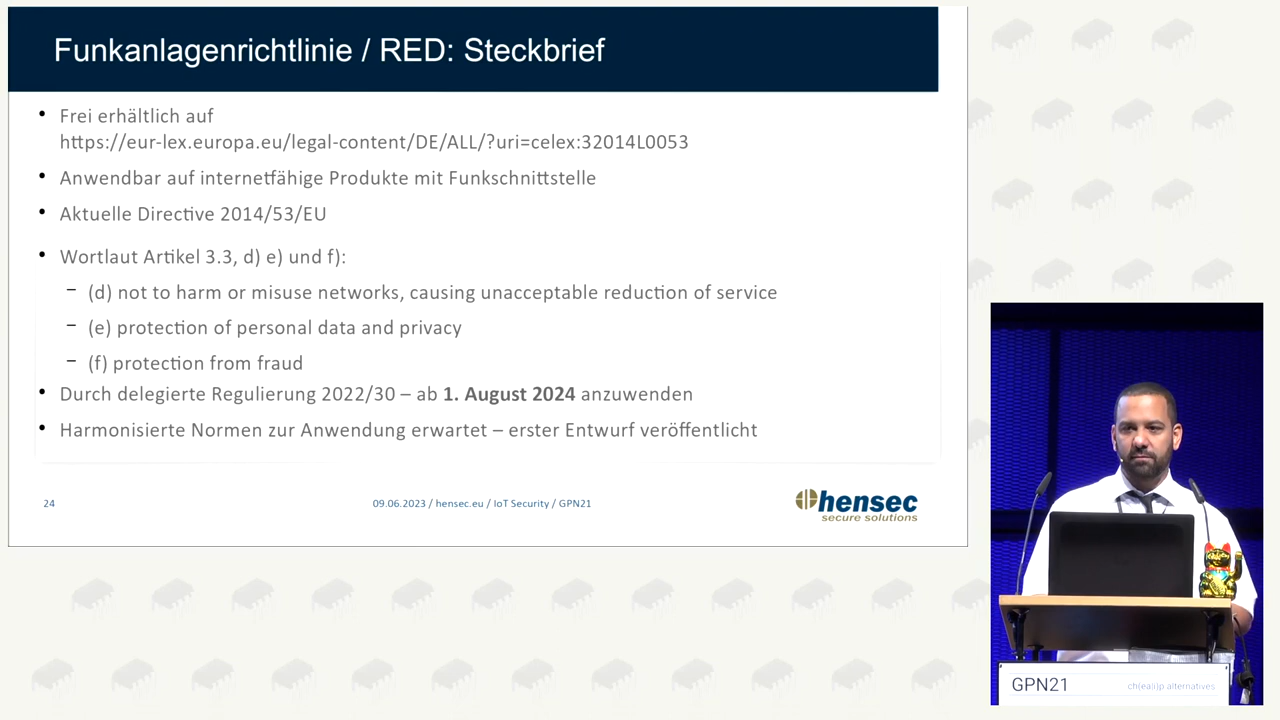 Funkanlagenrichtlinie / RED: Steckbrief
• Frei erhältlich auf
https://eur-lex.europa.eu/legal-content/DE/ALL/?uri=celex:32014L0053
• Anwendbar auf internetfähige Produkte mit Funkschnittstelle
• Aktuelle Directive 2014/53/EU
• Wortlaut Artikel 3.3, d) e) und f):
– (d) not to harm or misuse networks, causing unacceptable reduction of service
– (e) protection of personal data and privacy
– (f) protection from fraud
• Durch delegierte Regulierung 2022/30 – ab 1. August 2024 anzuwenden
• Harmonisierte Normen zur Anwendung erwartet – erster Entwurf veröffentlicht
24
09.06.2023 / hensec.eu / IoT Security / GPN21
hensec
secure solutions
GPN21
ch(ea)i)p alternatives